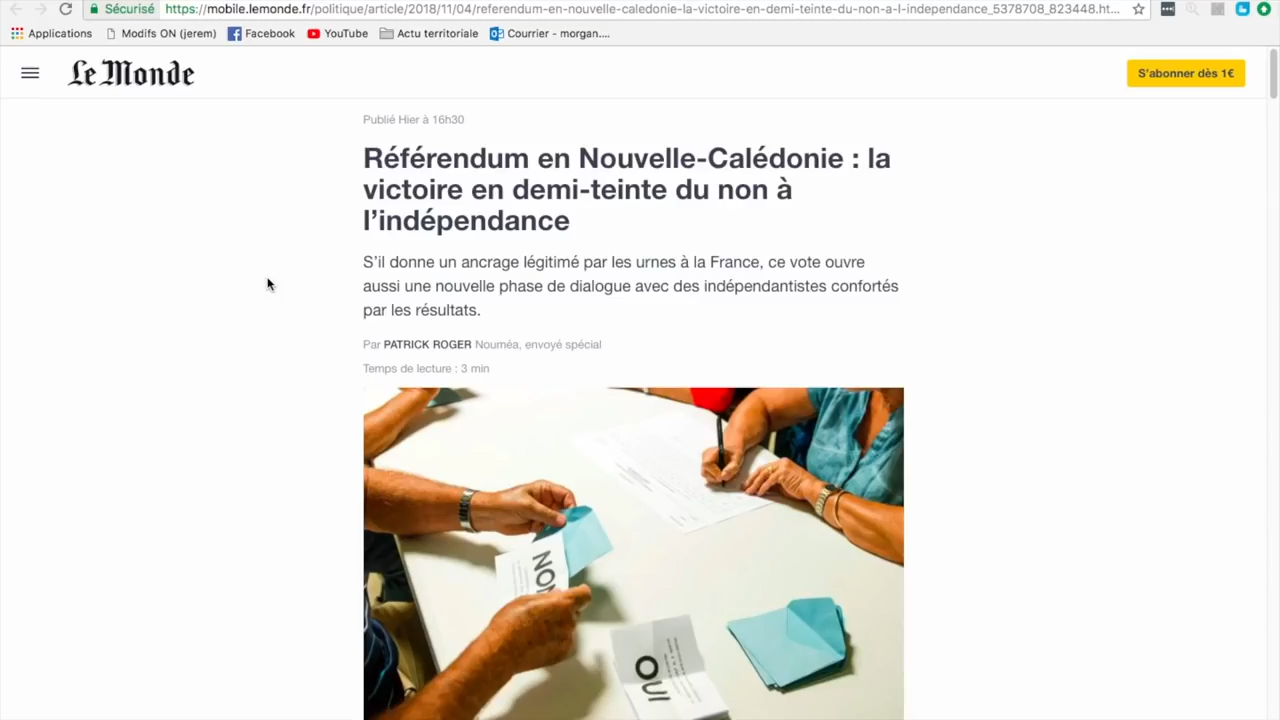 Sécurisé https://mobile.lemonde.fr/politique/article/2018/11/04/referendum-en-nouvelle-caledonie-la-victoire-en-demi-teinte-du-non-a-l-independance_5378708_823448.ht...
Applications Modifs ON (jerem) Facebook YouTube Actu territoriale Courrier - morgan....
Le Monde
S'abonner dès 1€
Publié Hier à 16h30
Référendum en Nouvelle-Calédonie : la
victoire en demi-teinte du non à
l’indépendance
S’il donne un ancrage légitimé par les urnes à la France, ce vote ouvre
aussi une nouvelle phase de dialogue avec des indépendantistes confortés
par les résultats.
Par PATRICK ROGER Nouméa, envoyé spécial
Temps de lecture : 3 min
NON
OUI